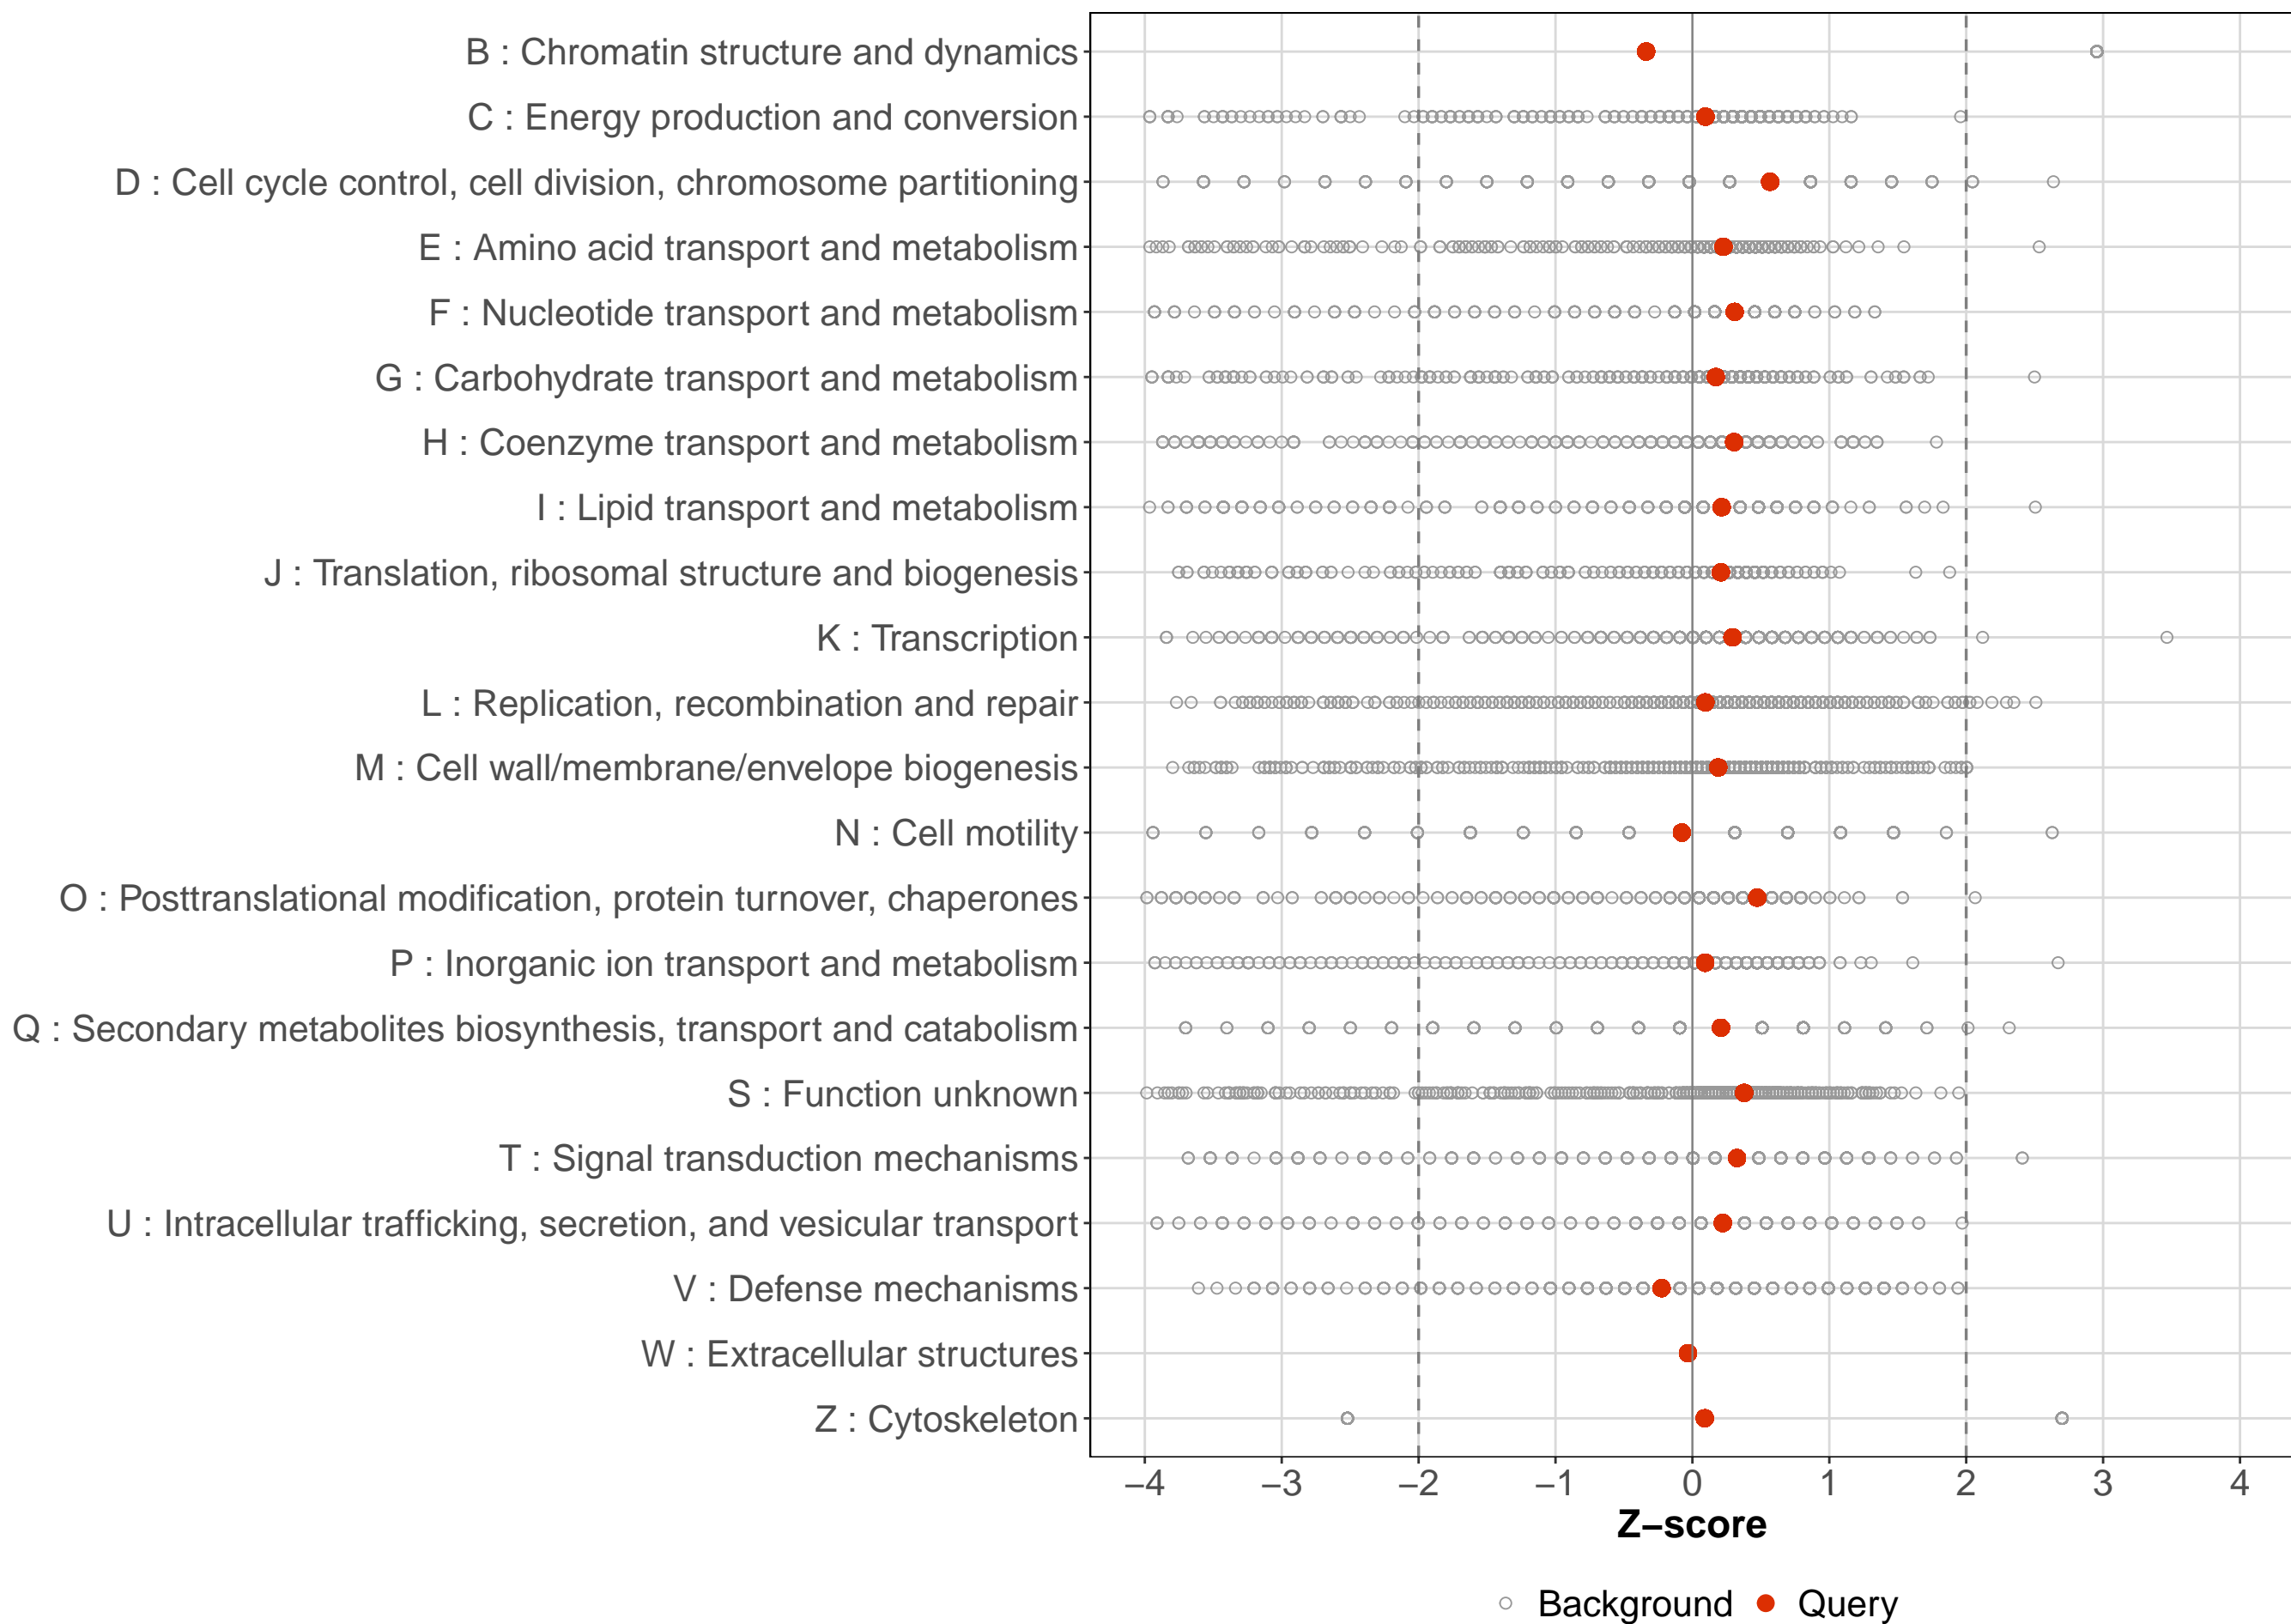 B : Chromatin structure and dynamics
C : Energy production and conversion
D : Cell cycle control, cell division, chromosome partitioning
E : Amino acid transport and metabolism
F : Nucleotide transport and metabolism
G : Carbohydrate transport and metabolism
H : Coenzyme transport and metabolism
I : Lipid transport and metabolism
J : Translation, ribosomal structure and biogenesis
K : Transcription
L : Replication, recombination and repair
M : Cell wall/membrane/envelope biogenesis
N : Cell motility
O : Posttranslational modification, protein turnover, chaperones
P : Inorganic ion transport and metabolism
Q : Secondary metabolites biosynthesis, transport and catabolism
S : Function unknown
T : Signal transduction mechanisms
U : Intracellular trafficking, secretion, and vesicular transport
V : Defense mechanisms
W : Extracellular structures
Z : Cytoskeleton
−4 −3 −2 −1 0 1 2 3 4
Z−score
Background Query